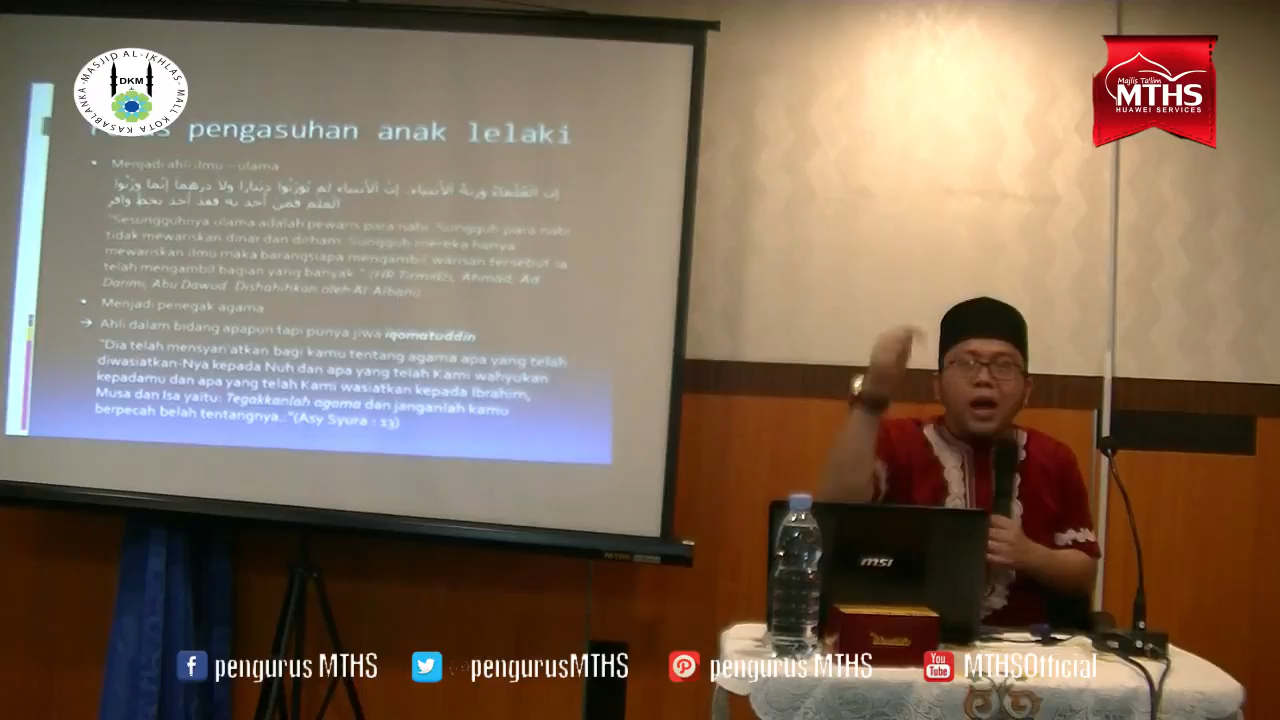 MASJID AL-IKHLAS
DKM
MALL KOTA KASABLANKA
Majlis Ta'lim
MTHS
HUAWEI SERVICES
pengasuhan anak lelaki
Menjadi ahli ilmu – ulama
إن العلماء ورثة الأنبياء. إن الأنبياء لم يورثوا دينارا ولا درهما إنما ورثوا
العلم فمن أخذ به فقد أخذ بحظ وافر
"Sesungguhnya ulama adalah pewaris para nabi. Sungguh para nabi
tidak mewariskan dinar dan dirham. Sungguh mereka hanya
mewariskan ilmu maka barangsiapa mengambil warisan tersebut ia
telah mengambil bagian yang banyak." (HR Tirmidzi, Ahmad, Ad
Darimi, Abu Dawud. Dishahihkan oleh Al Albani)
Menjadi penegak agama
→ Ahli dalam bidang apapun tapi punya jiwa iqomatuddin
"Dia telah mensyari'atkan bagi kamu tentang agama apa yang telah
diwasiatkan-Nya kepada Nuh dan apa yang telah Kami wahyukan
kepadamu dan apa yang telah Kami wasiatkan kepada Ibrahim,
Musa dan Isa yaitu: Tegakkanlah agama dan janganlah kamu
berpecah belah tentangnya.."(Asy Syura : 13)
msi
pengurus MTHS
pengurusMTHS
pengurus MTHS
You Tube
MTHSOfficial